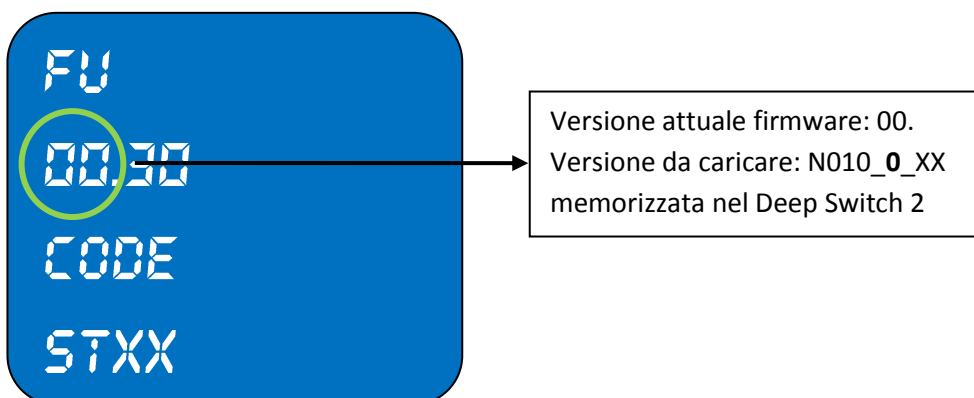 FU
00.30
CODE
STXX
Versione attuale firmware: 00.
Versione da caricare: N010_0_XX
memorizzata nel Deep Switch 2